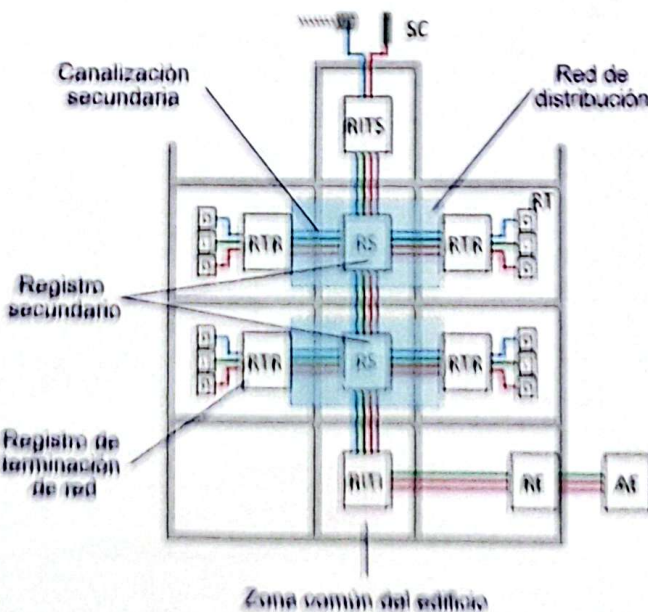 SC
Canalización
secundaria
Red de
distribución
RITS
RT
RTR
RS
RTR
Registro
secundario
RTR
RS
RTR
Registro de
terminación
de red
RITI
AE
Zona común del edificio